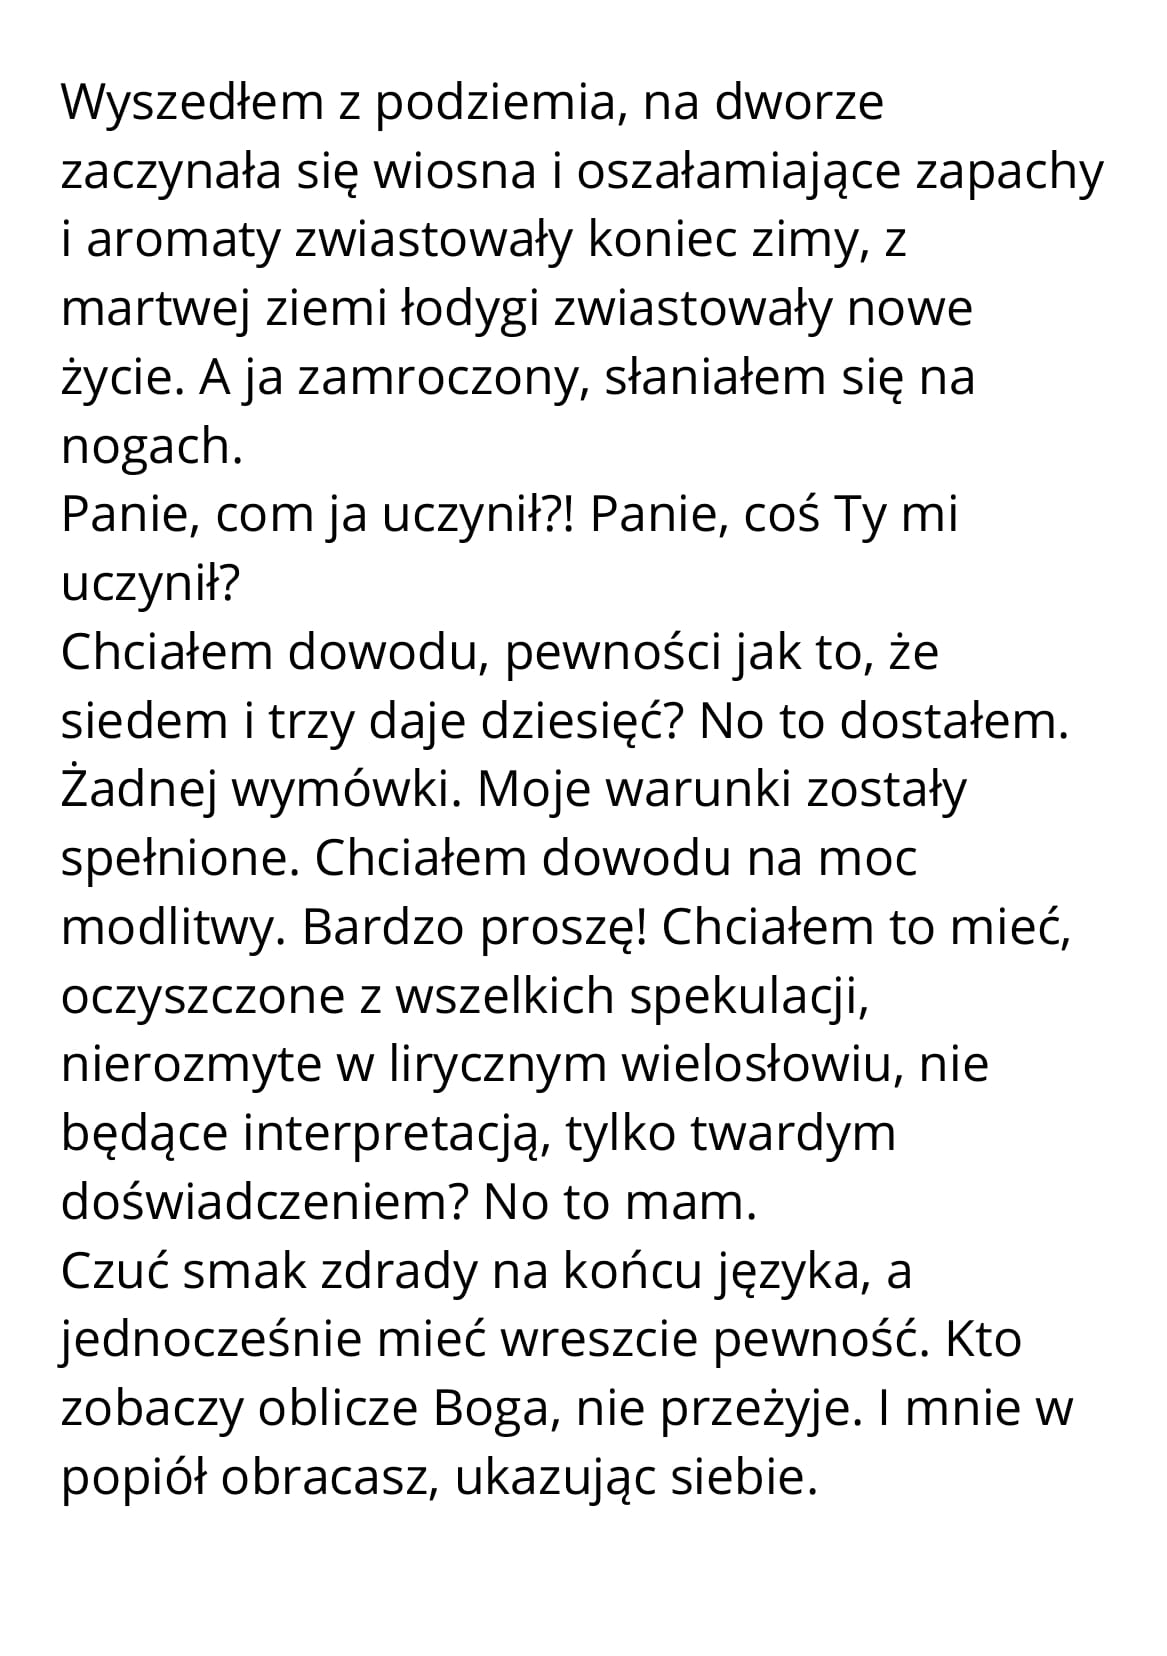 Wyszedłem z podziemia, na dworze
zaczynała się wiosna i oszałamiające zapachy
i aromaty zwiastowały koniec zimy, z
martwej ziemi łodygi zwiastowały nowe
życie. A ja zamroczony, słaniałem się na
nogach.
Panie, com ja uczynił?! Panie, coś Ty mi
uczynił?
Chciałem dowodu, pewności jak to, że
siedem i trzy daje dziesięć? No to dostałem.
Żadnej wymówki. Moje warunki zostały
spełnione. Chciałem dowodu na moc
modlitwy. Bardzo proszę! Chciałem to mieć,
oczyszczone z wszelkich spekulacji,
nierozmyte w lirycznym wielosłowiu, nie
będące interpretacją, tylko twardym
doświadczeniem? No to mam.
Czuć smak zdrady na końcu języka, a
jednocześnie mieć wreszcie pewność. Kto
zobaczy oblicze Boga, nie przeżyje. I mnie w
popiół obracasz, ukazując siebie.